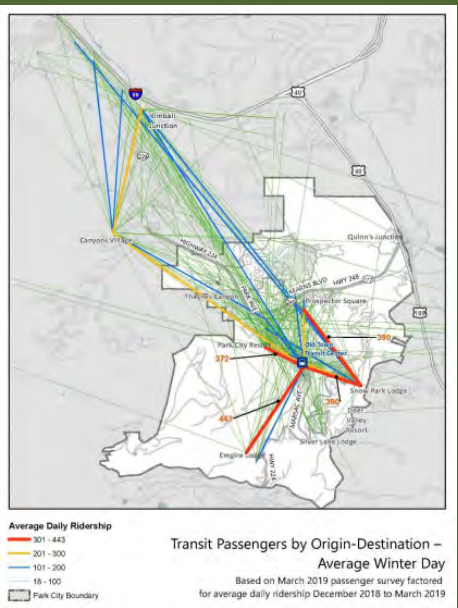 80
40
Kimball
Junction
224
40
Quinn's Junction
Canyons Village
HIGHWAY 224
PARK AVE
KEARNS BLVD
HWY 248
Prospector Square
Thaynes Canyon
Old Town
Transit Center
Park City Resort
372
Snow Park Lodge
MARSAC AVE
Deer
Valley
Resort
443
Silver Lake Lodge
Empire Lodge
HWY 224
Average Daily Ridership
301 - 443
201 - 300
101 - 200
18 - 100
Park City Boundary
Transit Passengers by Origin-Destination –
Average Winter Day
Based on March 2019 passenger survey factored
for average daily ridership December 2018 to March 2019